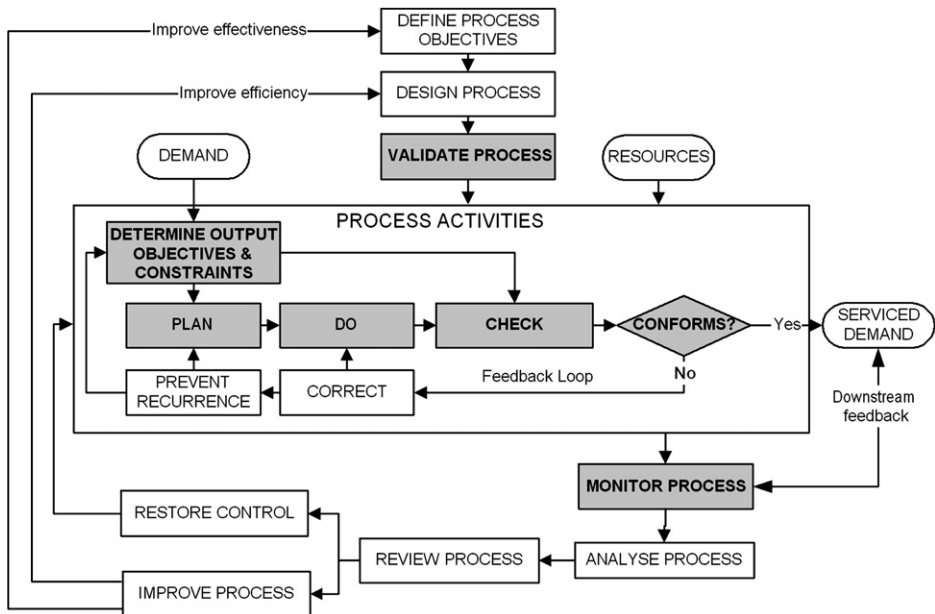 Improve effectiveness
DEFINE PROCESS
OBJECTIVES
Improve efficiency
DESIGN PROCESS
DEMAND
VALIDATE PROCESS
RESOURCES
PROCESS ACTIVITIES
DETERMINE OUTPUT
OBJECTIVES &
CONSTRAINTS
PLAN
DO
CHECK
CONFORMS?
Yes
SERVICED
DEMAND
PREVENT
RECURRENCE
CORRECT
Feedback Loop
No
Downstream
feedback
MONITOR PROCESS
RESTORE CONTROL
REVIEW PROCESS
ANALYSE PROCESS
IMPROVE PROCESS